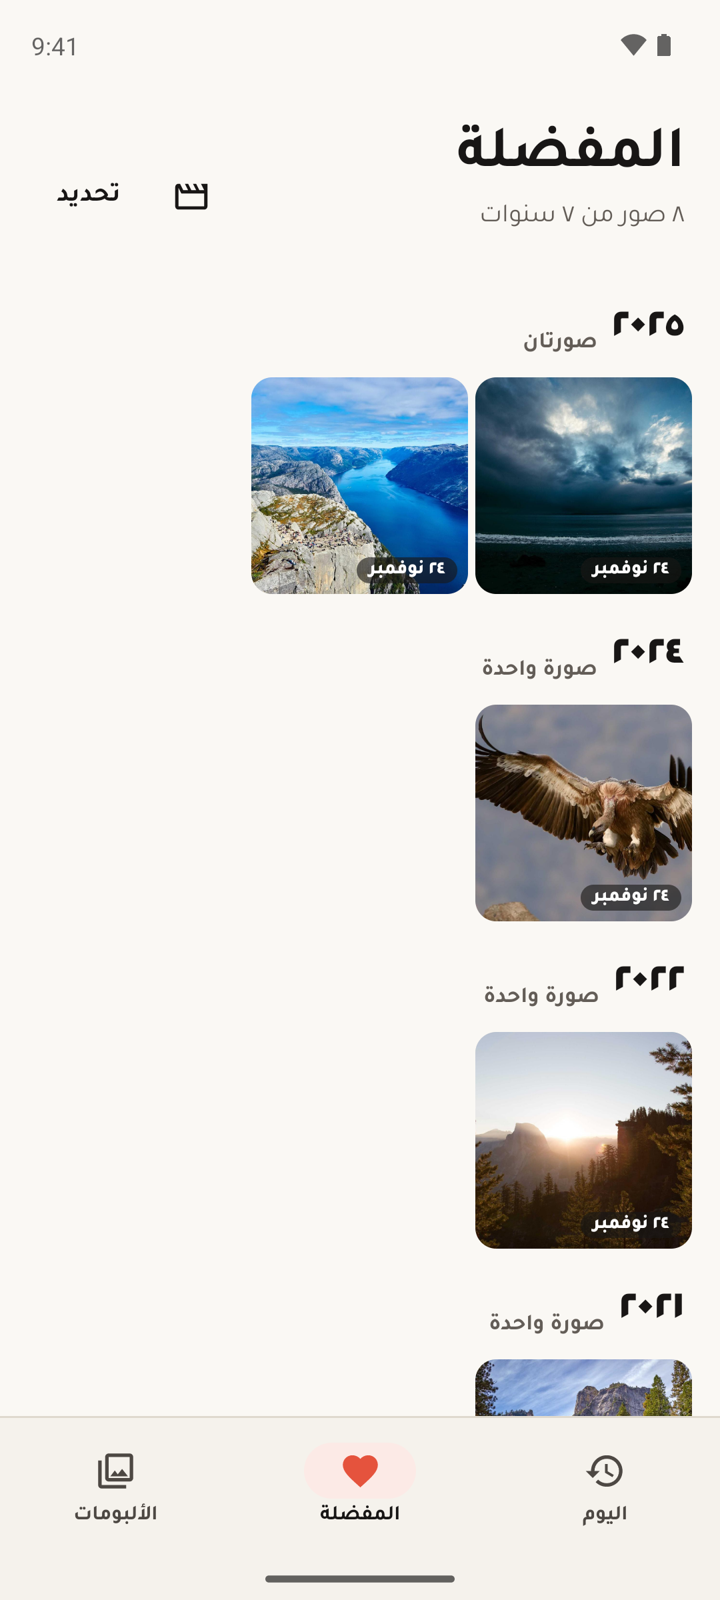 9:41
المفضلة
٨ صور من ٧ سنوات
تحديد
٢٠٢٥ صورتان
٢٤ نوفمبر
٢٤ نوفمبر
٢٠٢٤ صورة واحدة
٢٤ نوفمبر
٢٠٢٢ صورة واحدة
٢٤ نوفمبر
٢٠٢١ صورة واحدة
اليوم
المفضلة
الألبومات